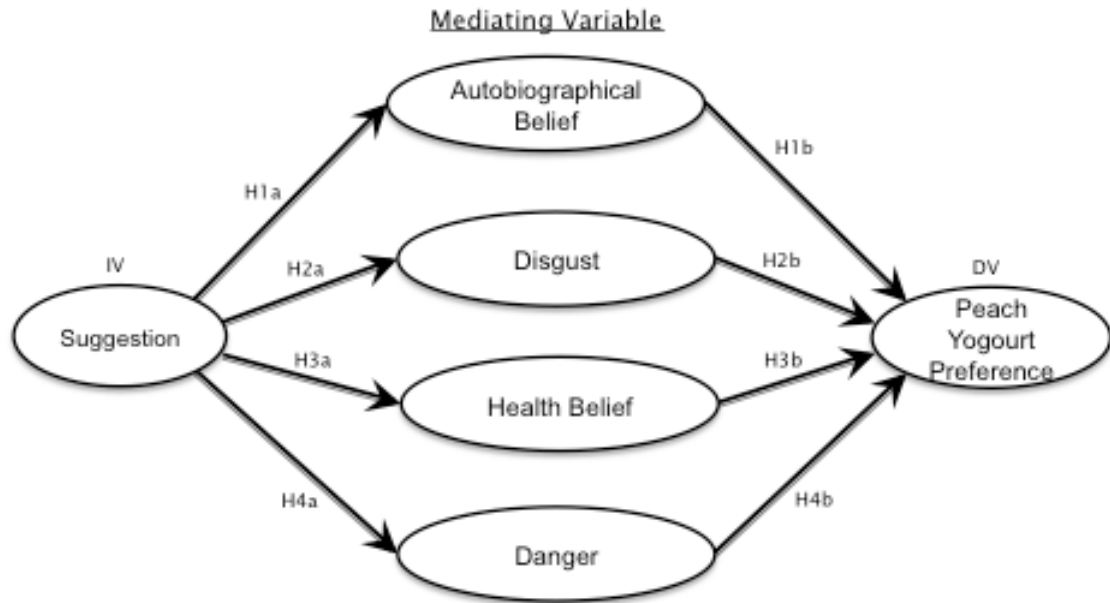 Mediating Variable
Autobiographical
Belief
H1a
H1b
IV
H2a
Disgust
H2b
DV
Suggestion
Peach
Yogourt
Preference
H3a
Health Belief
H3b
H4a
Danger
H4b